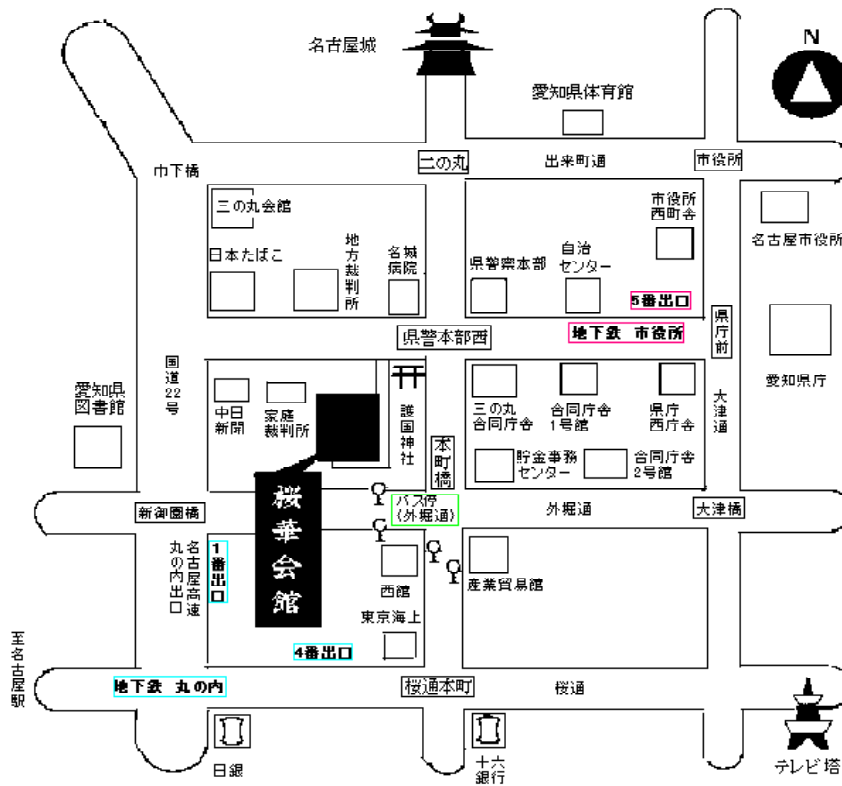 名古屋城
N
愛知県体育館
巾下橋
二の丸
出来町通
市役所
三の丸会館
市役所
西町舎
名古屋市役所
日本たばこ
地方裁判所
名城
病院
県警察本部
自治
センター
5番出口
県警本部西
地下鉄 市役所
県庁前
愛知県庁
国道22号
愛知県
図書館
中日
新聞
家庭
裁判所
護国神社
三の丸
合同庁舎
合同庁舎
1号館
県庁
西庁舎
大津通
本町橋
貯金事務
センター
合同庁舎
2号館
桜華会館
新御園橋
バス停
(外堀通)
外堀通
大津橋
名古屋高速
丸の内出口
1番出口
西館
産業貿易館
東京海上
4番出口
至名古屋駅
地下鉄 丸の内
桜通本町
桜通
日銀
十六
銀行
テレビ塔